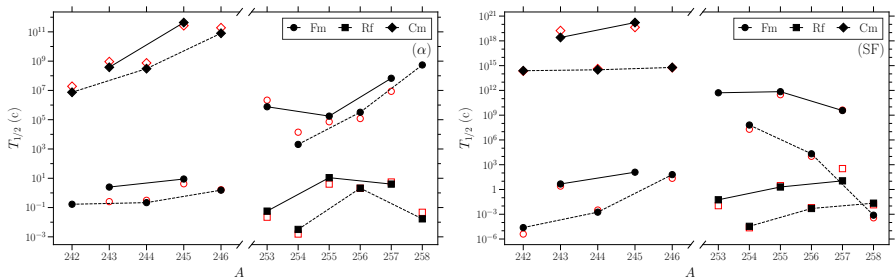 10^{11}
10^{9}
10^{7}
10^{5}
10^{3}
10^{1}
10^{-1}
10^{-3}
T_{1/2} (c)
Fm Rf Cm
(α)
242 243 244 245 246 253 254 255 256 257 258
A
10^{21}
10^{18}
10^{15}
10^{12}
10^{9}
10^{6}
10^{3}
1
10^{-3}
10^{-6}
T_{1/2} (c)
Fm Rf Cm
(SF)
242 243 244 245 246 253 254 255 256 257 258
A